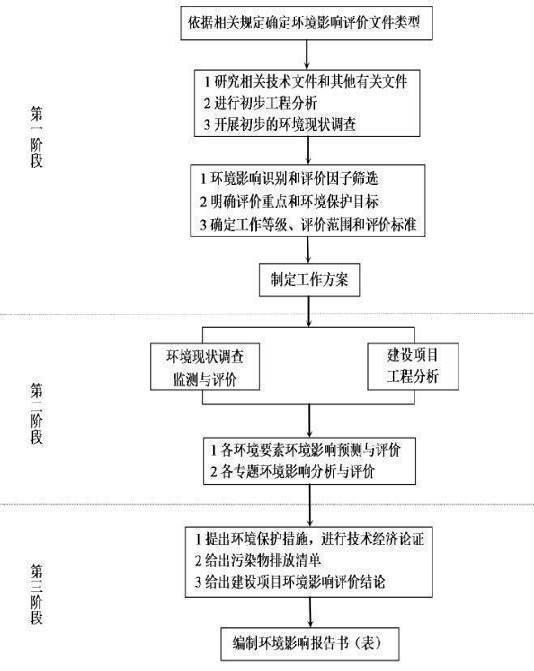 依据相关规定确定环境影响评价文件类型
第一阶段
1 研究相关技术文件和其他有关文件
2 进行初步工程分析
3 开展初步的环境现状调查
1 环境影响识别和评价因子筛选
2 明确评价重点和环境保护目标
3 确定工作等级、评价范围和评价标准
制定工作方案
第二阶段
环境现状调查
监测与评价
建设项目
工程分析
1 各环境要素环境影响预测与评价
2 各专题环境影响分析与评价
第三阶段
1 提出环境保护措施，进行技术经济论证
2 给出污染物排放清单
3 给出建设项目环境影响评价结论
编制环境影响报告书（表）